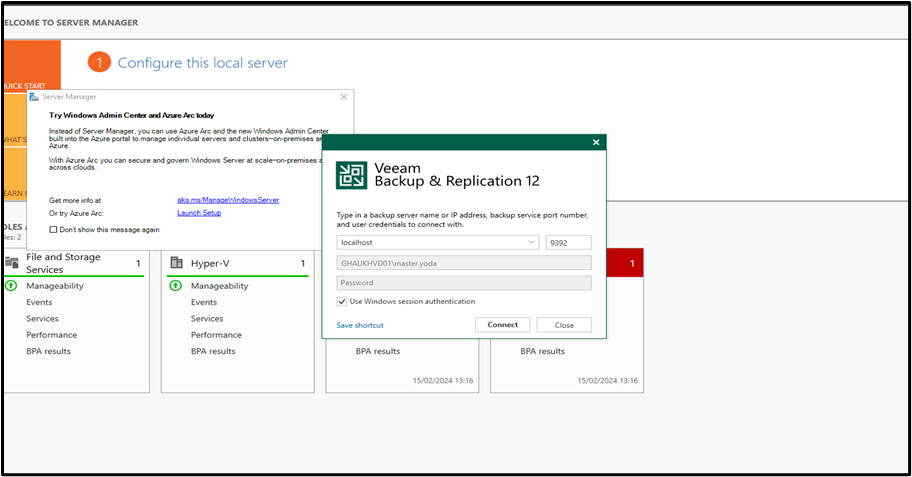 ELCOME TO SERVER MANAGER
1 Configure this local server
UICK START
Server Manager
Try Windows Admin Center and Azure Arc today
Instead of Server Manager, you can use Azure Arc and the new Windows Admin Center
built into the Azure portal to manage individual servers and clusters–on-premises a
Azure.
With Azure Arc you can secure and govern Windows Server at scale–on-premises a
across clouds.
Get more info at aka.ms/ManageWindowsServer
Or try Azure Arc: Launch Setup
Don't show this message again
WHAT'S
EARN
Veeam
Backup & Replication 12
Type in a backup server name or IP address, backup service port number,
and user credentials to connect with.
localhost 9392
GHAUKHVD01\master.yoda
Password
Use Windows session authentication
Save shortcut Connect Close
OLES A
les: 2
File and Storage
Services 1
Manageability
Events
Services
Performance
BPA results
Hyper-V 1
Manageability
Events
Services
Performance
BPA results
BPA results
15/02/2024 13:16
1
BPA results
15/02/2024 13:16